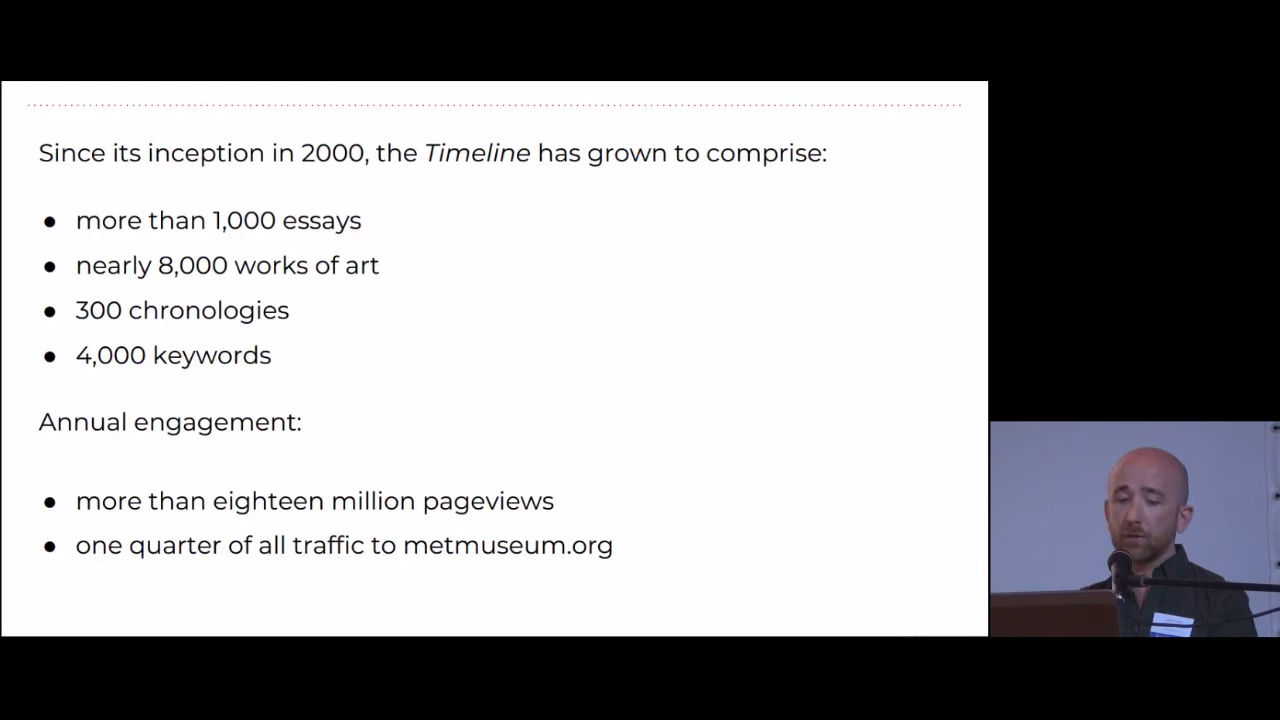 Since its inception in 2000, the Timeline has grown to comprise:
● more than 1,000 essays
● nearly 8,000 works of art
● 300 chronologies
● 4,000 keywords
Annual engagement:
● more than eighteen million pageviews
● one quarter of all traffic to metmuseum.org